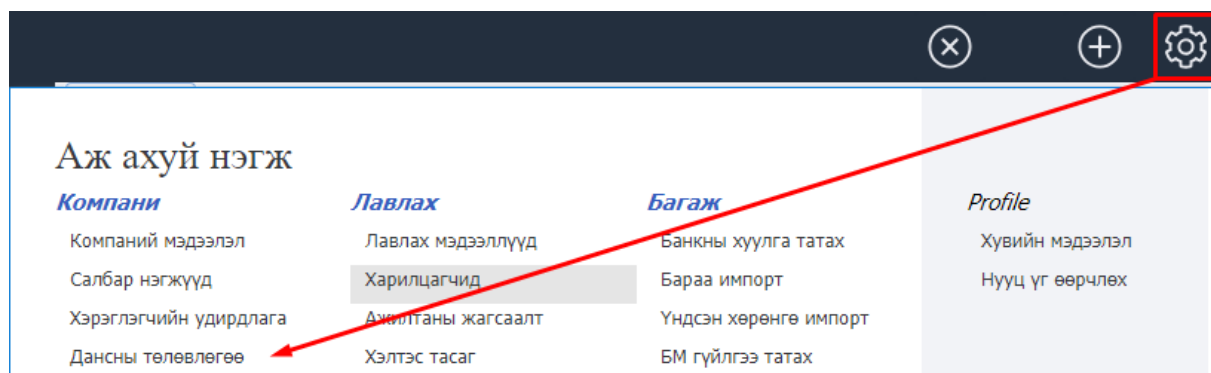 Аж ахуй нэгж
Компани
Компаний мэдээлэл
Салбар нэгжүүд
Хэрэглэгчийн удирдлага
Дансны төлөвлөгөө
Лавлах
Лавлах мэдээллүүд
Харилцагчид
Ажилтаны жагсаалт
Хэлтэс тасаг
Багаж
Банкны хуулга татах
Бараа импорт
Үндсэн хөрөнгө импорт
БМ гүйлгээ татах
Profile
Хувийн мэдээлэл
Нууц үг өөрчлөх